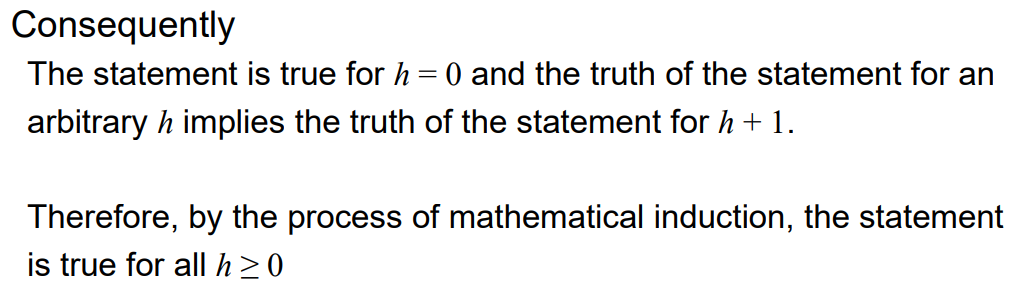 Consequently
The statement is true for h = 0 and the truth of the statement for an
arbitrary h implies the truth of the statement for h + 1.
Therefore, by the process of mathematical induction, the statement
is true for all h ≥ 0